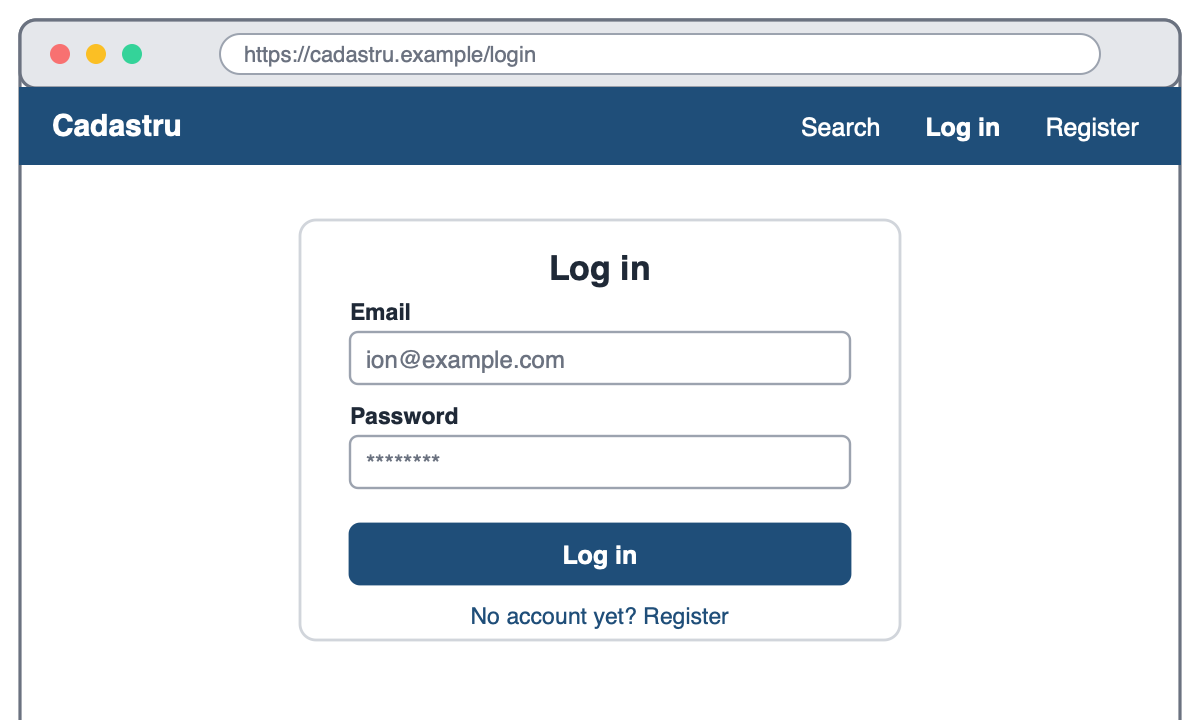 https://cadastru.example/login
Cadastru Search Log in Register
Log in
Email
ion@example.com
Password
********
Log in
No account yet? Register